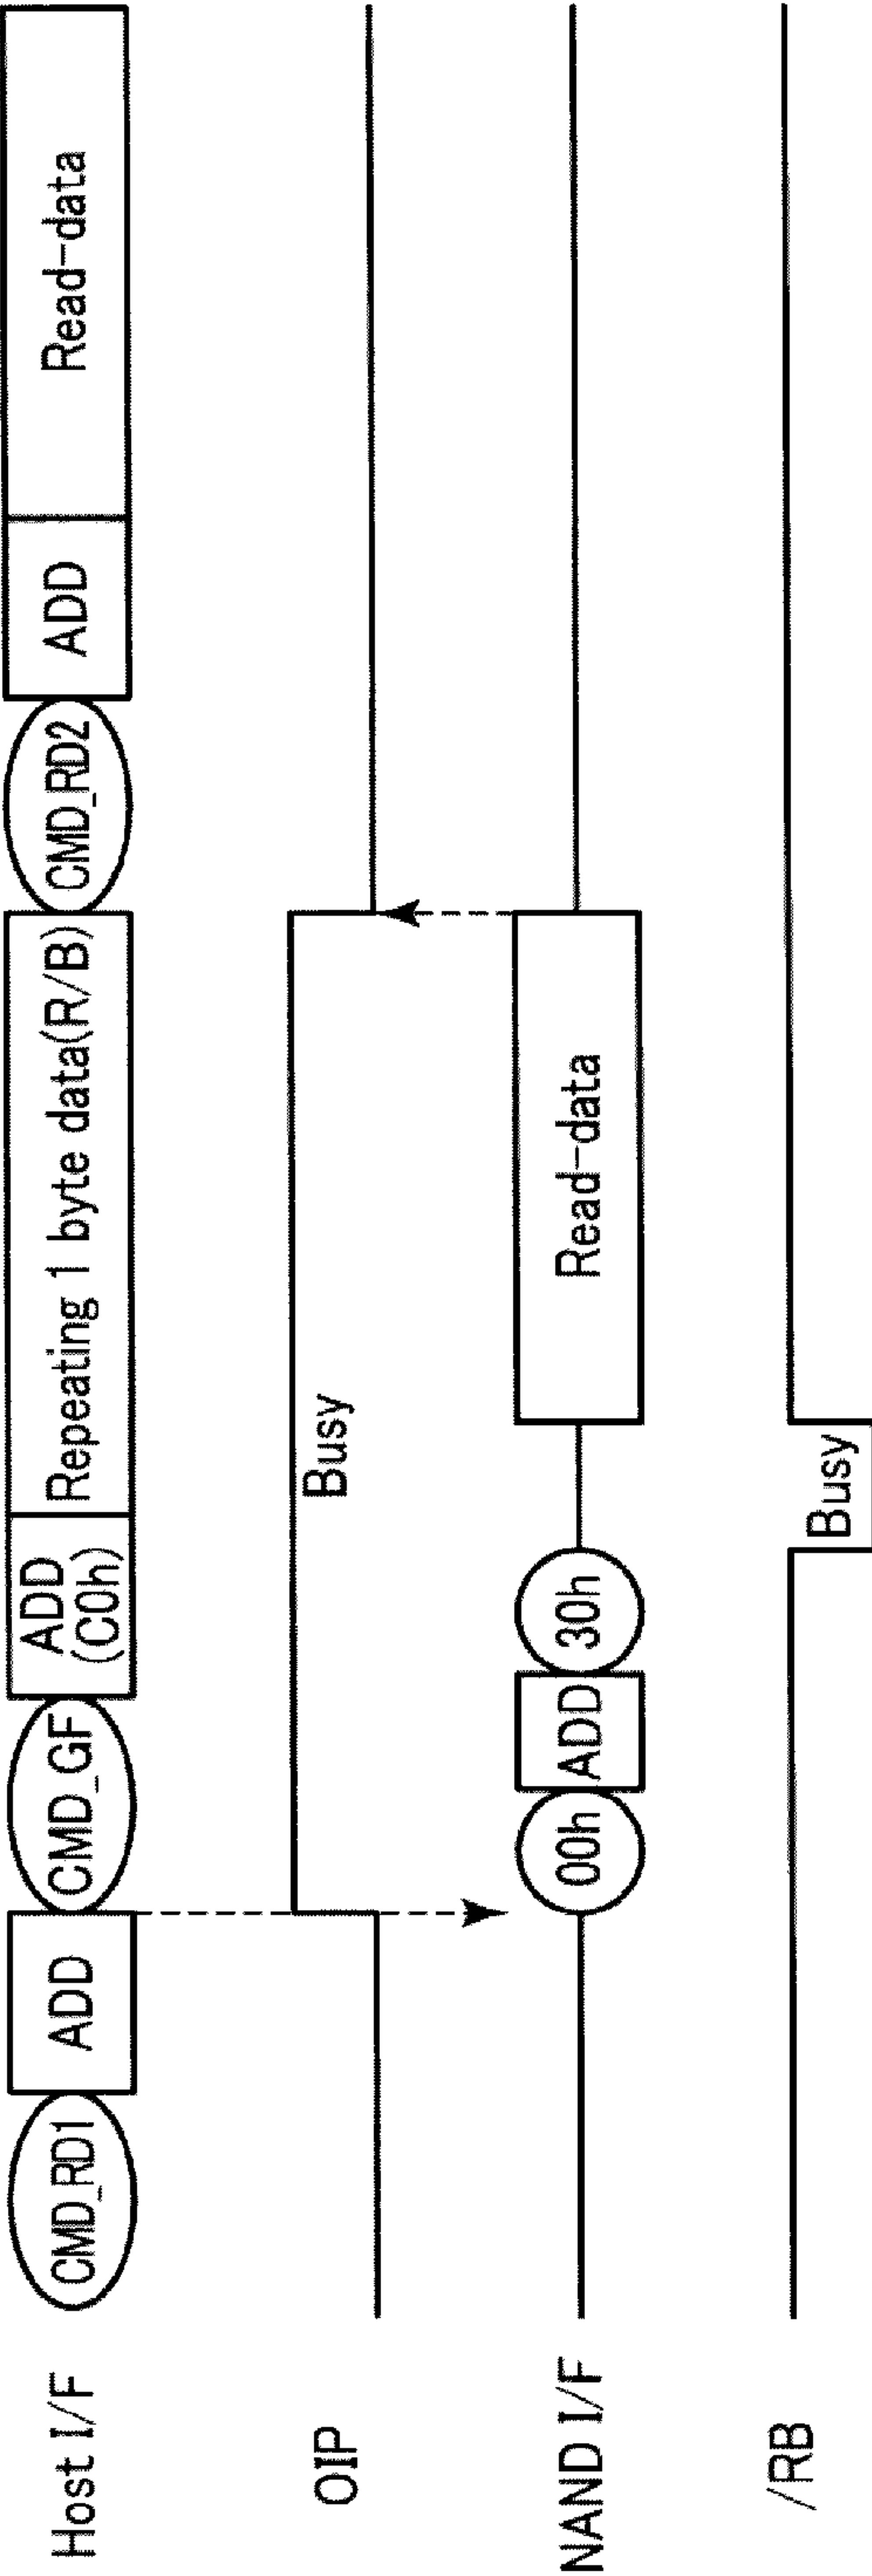 Host I/F
CMD_RD1
ADD
CMD_GF
ADD
(C0h)
Repeating 1 byte data(R/B)
CMD_RD2
ADD
Read-data
OIP
Busy
NAND I/F
00h
ADD
30h
Read-data
/RB
Busy